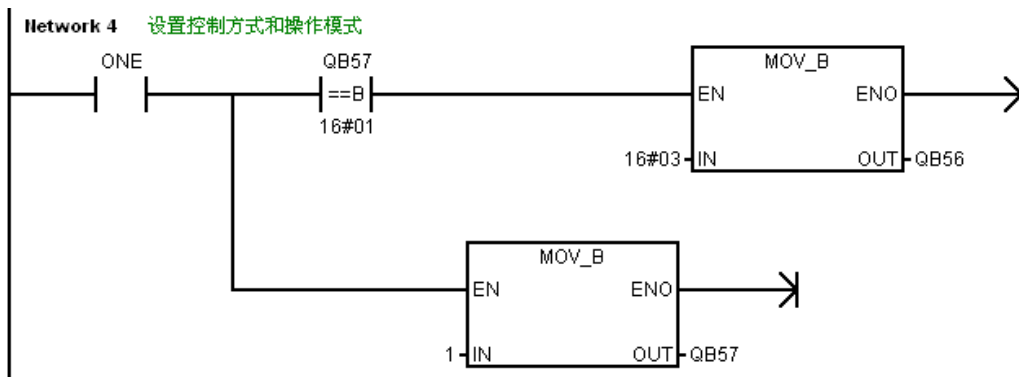 Network 4 设置控制方式和操作模式
ONE QB57 MOV_B
==B EN ENO
16#01
16#03 IN OUT QB56
MOV_B
EN ENO
1 IN OUT QB57